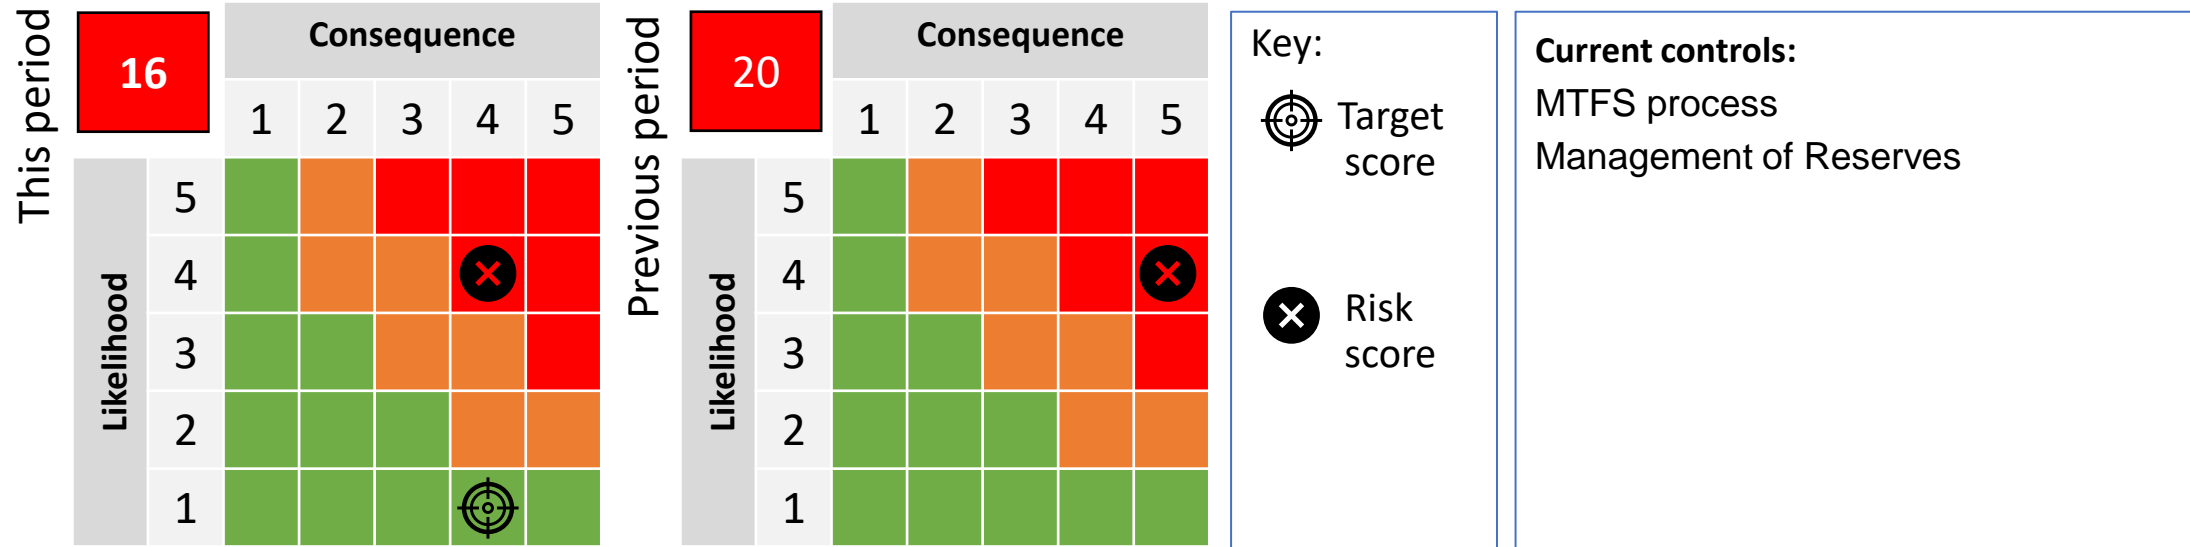 This period
16
Consequence
1 2 3 4 5
Likelihood
5
4
3
2
1
Previous period
20
Consequence
1 2 3 4 5
Likelihood
5
4
3
2
1
Key:
Target
score
Risk
score
Current controls:
MTFS process
Management of Reserves